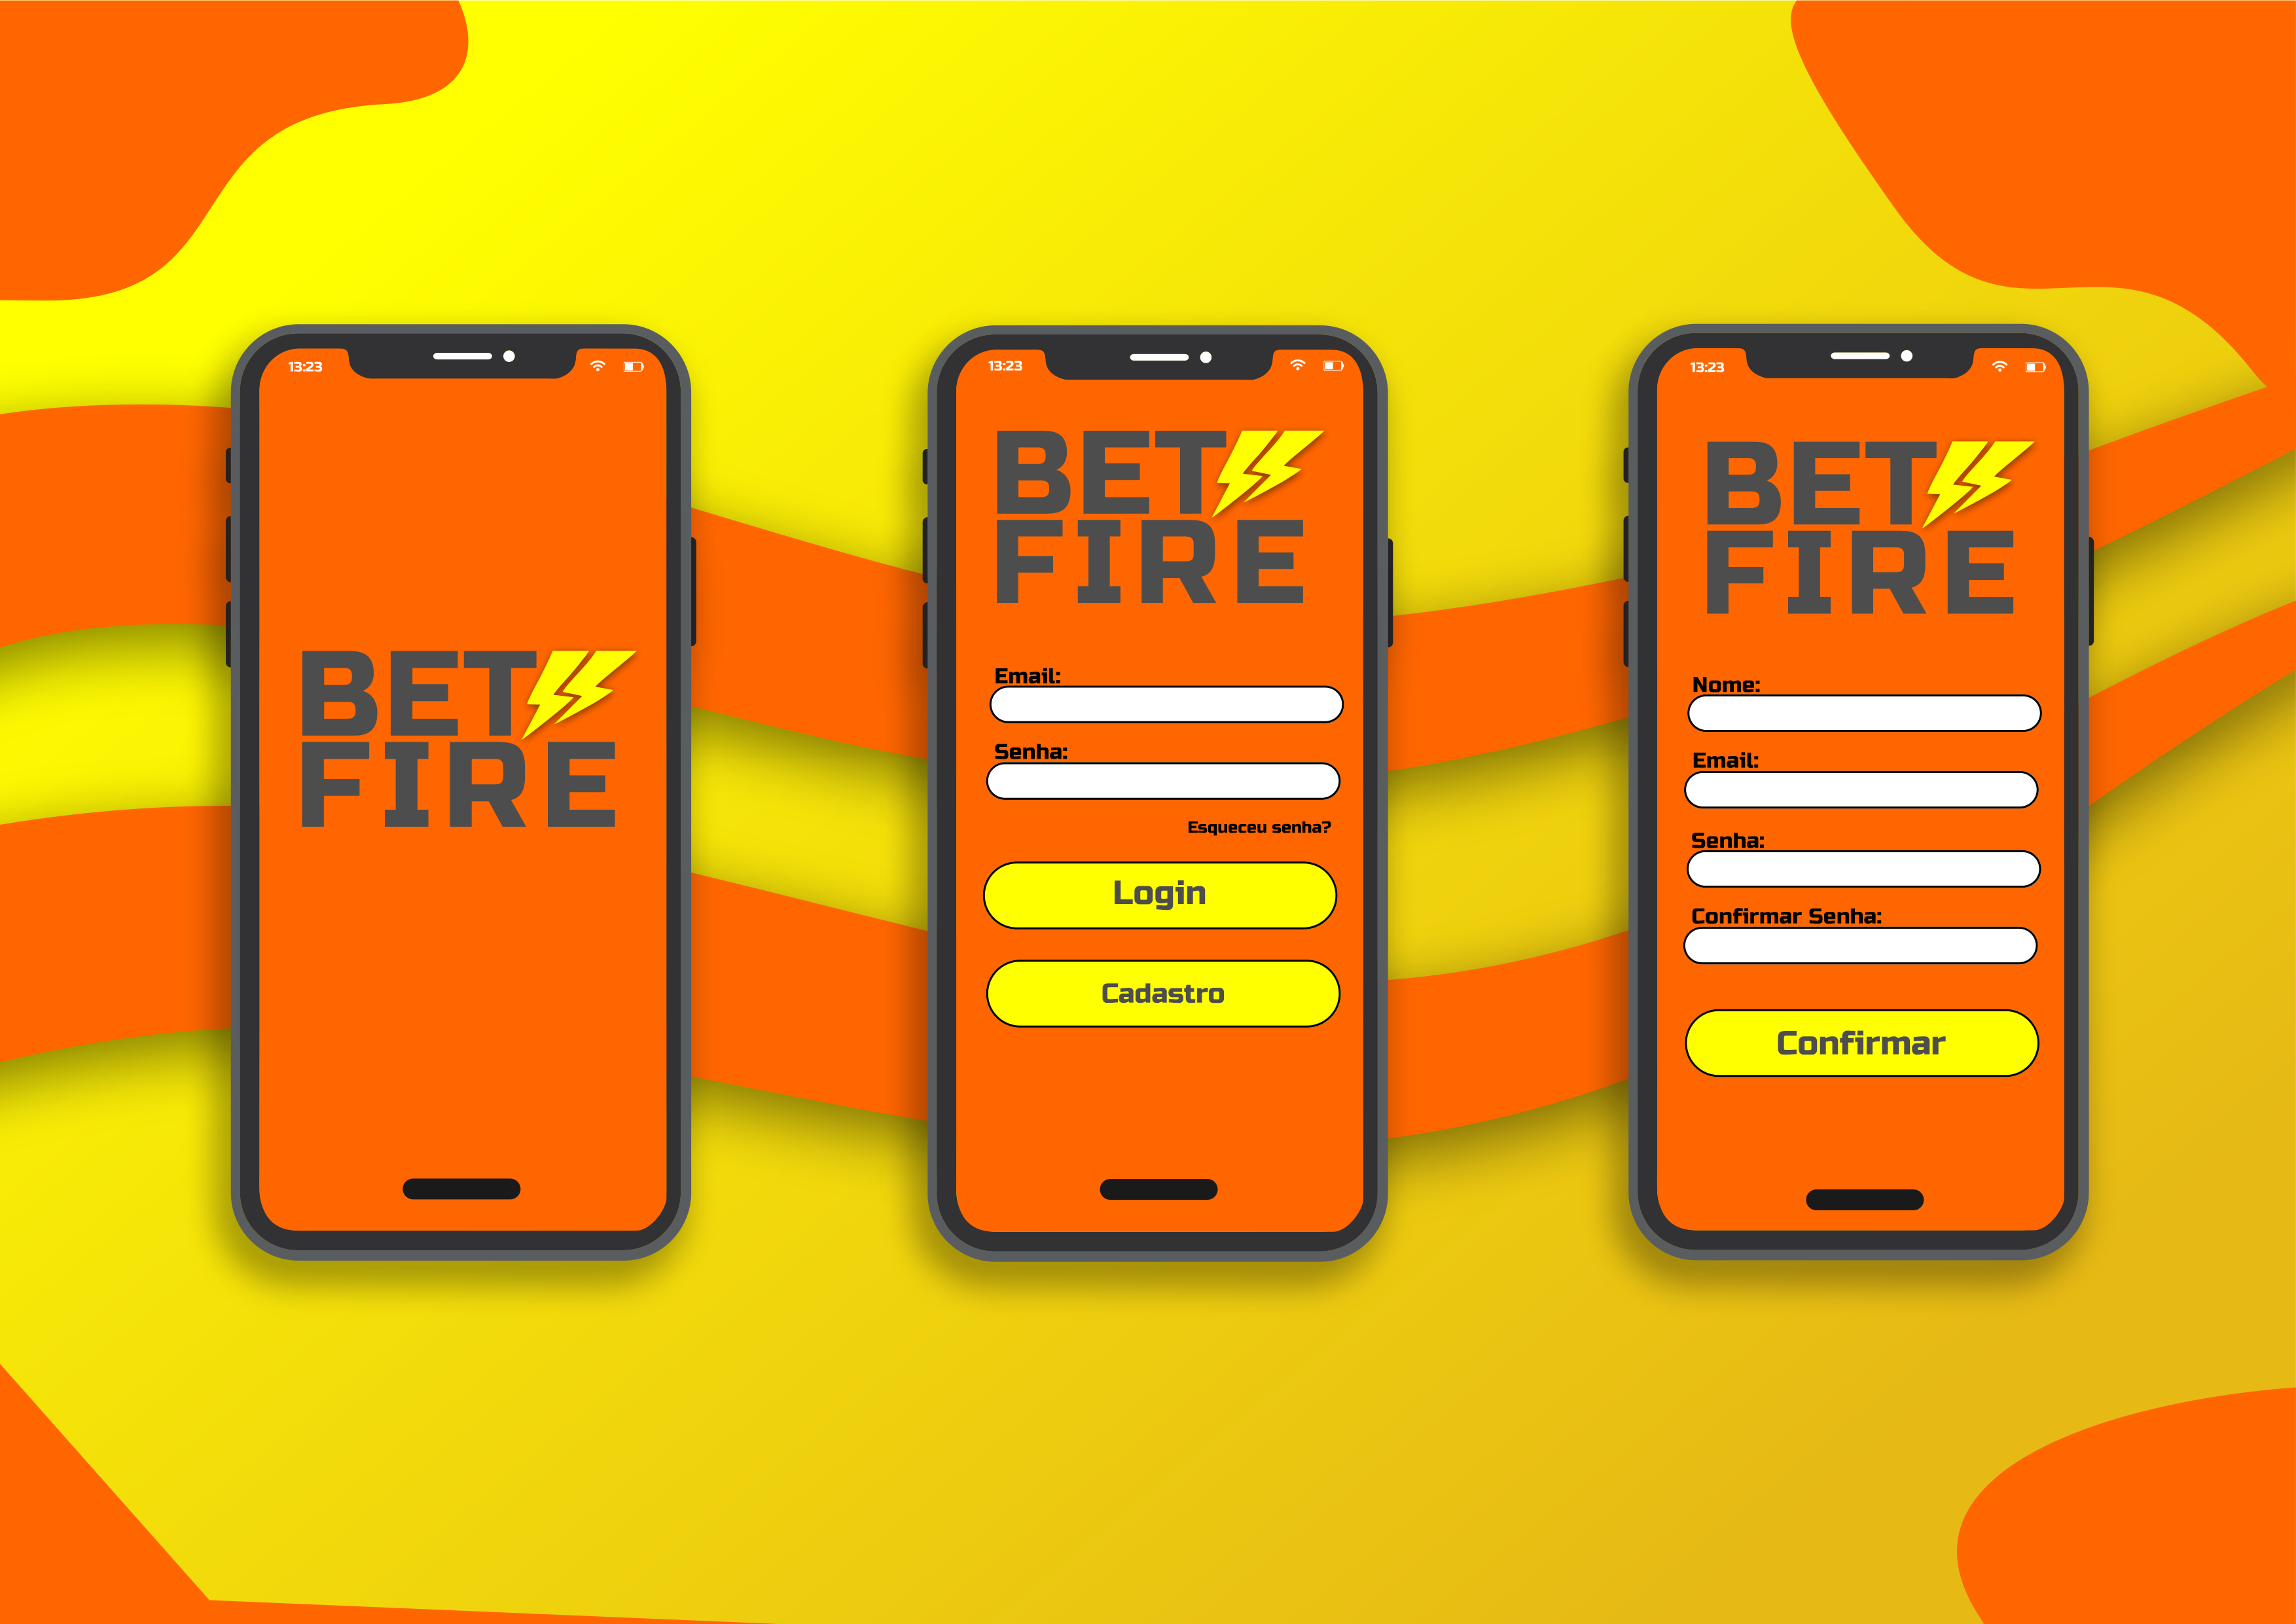 13:23
BET
FIRE
13:23
BET
FIRE
Email:
Senha:
Esqueceu senha?
Login
Cadastro
13:23
BET
FIRE
Nome:
Email:
Senha:
Confirmar Senha:
Confirmar